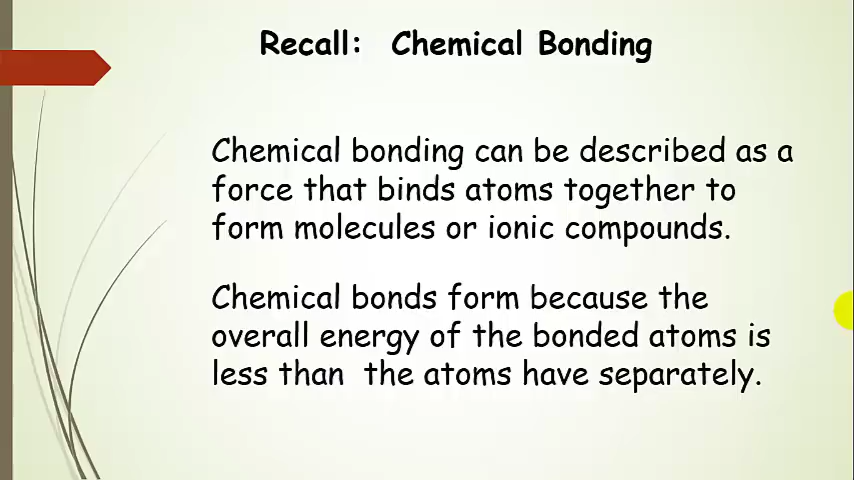 Recall: Chemical Bonding
Chemical bonding can be described as a
force that binds atoms together to
form molecules or ionic compounds.
Chemical bonds form because the
overall energy of the bonded atoms is
less than the atoms have separately.